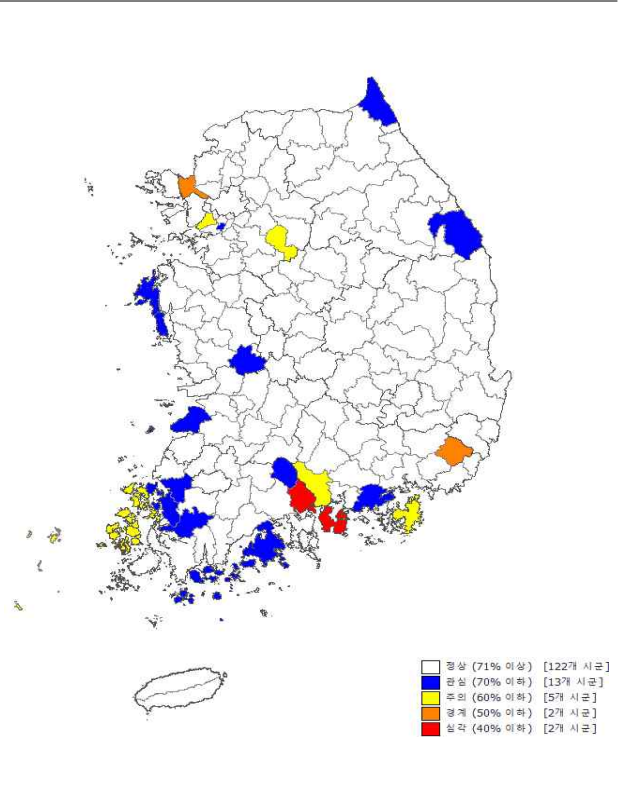 정상 (71% 이상) [122개 시군]
관심 (70% 이하) [13개 시군]
주의 (60% 이하) [5개 시군]
경계 (50% 이하) [2개 시군]
심각 (40% 이하) [2개 시군]